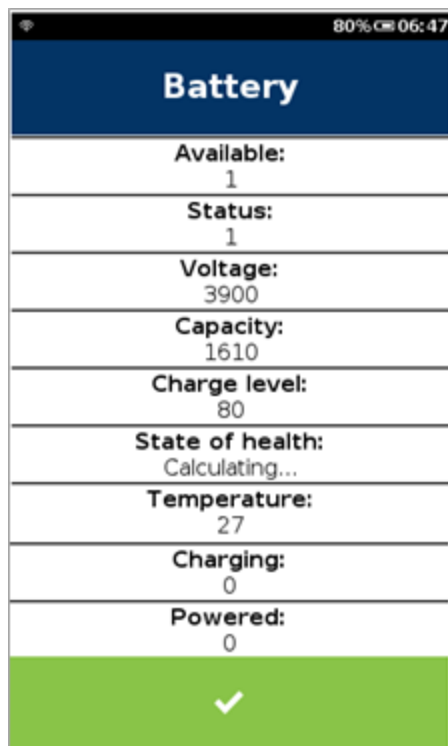 80% 06:47
Battery
Available:
1
Status:
1
Voltage:
3900
Capacity:
1610
Charge level:
80
State of health:
Calculating...
Temperature:
27
Charging:
0
Powered:
0